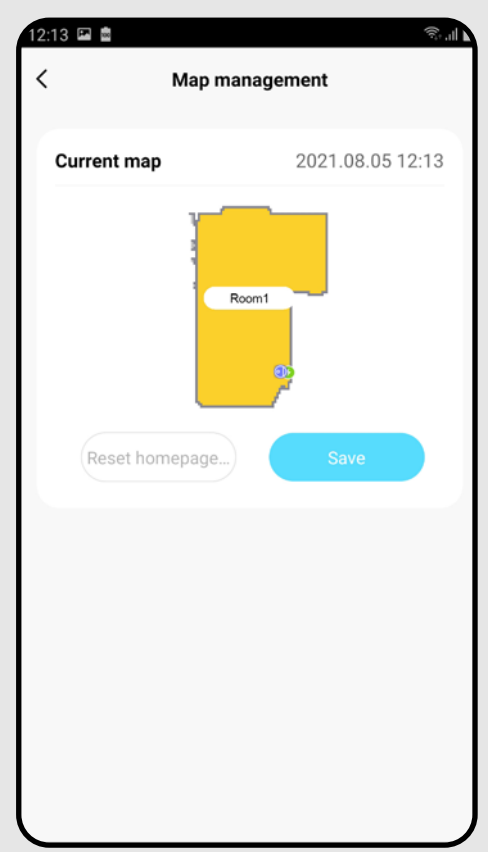 12:13
Map management
Current map 2021.08.05 12:13
Room1
Reset homepage... Save